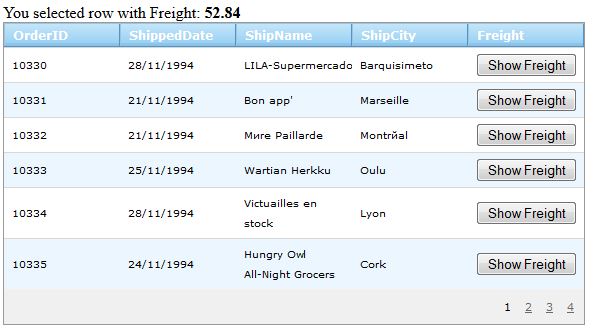 You selected row with Freight: 52.84
OrderID ShippedDate ShipName ShipCity Freight
10330 28/11/1994 LILA-Supermercado Barquisimeto Show Freight
10331 21/11/1994 Bon app' Marseille Show Freight
10332 21/11/1994 Mиre Paillarde Montrйal Show Freight
10333 25/11/1994 Wartian Herkku Oulu Show Freight
10334 28/11/1994 Victuailles en
stock Lyon Show Freight
10335 24/11/1994 Hungry Owl
All-Night Grocers Cork Show Freight
1 2 3 4